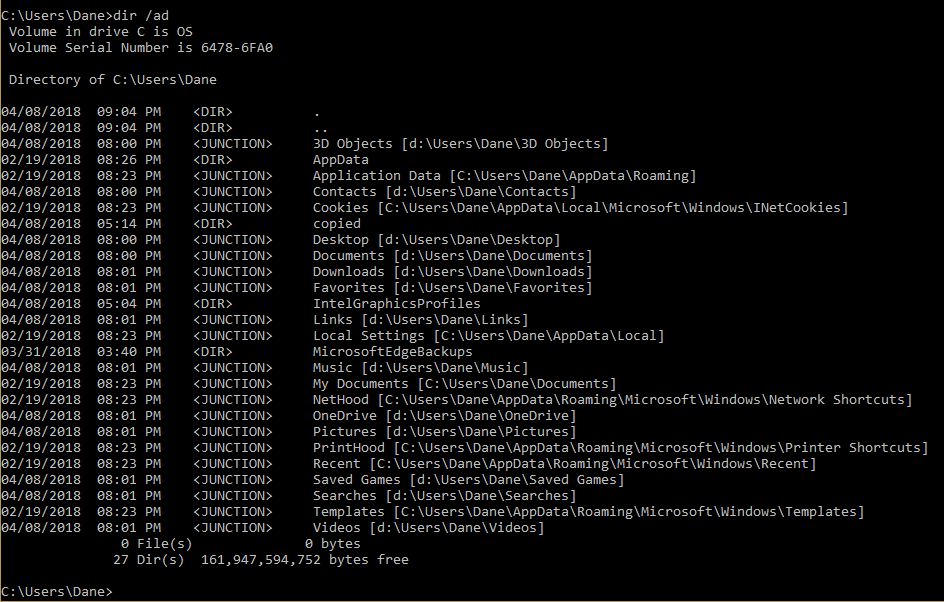 C:\Users\Dane>dir /ad
 Volume in drive C is OS
 Volume Serial Number is 6478-6FA0

 Directory of C:\Users\Dane

04/08/2018  09:04 PM    <DIR>          .
04/08/2018  09:04 PM    <DIR>          ..
04/08/2018  08:00 PM    <JUNCTION>     3D Objects [d:\Users\Dane\3D Objects]
02/19/2018  08:26 PM    <DIR>          AppData
02/19/2018  08:23 PM    <JUNCTION>     Application Data [C:\Users\Dane\AppData\Roaming]
04/08/2018  08:00 PM    <JUNCTION>     Contacts [d:\Users\Dane\Contacts]
02/19/2018  08:23 PM    <JUNCTION>     Cookies [C:\Users\Dane\AppData\Local\Microsoft\Windows\INetCookies]
04/08/2018  05:14 PM    <DIR>          copied
04/08/2018  08:00 PM    <JUNCTION>     Desktop [d:\Users\Dane\Desktop]
04/08/2018  08:00 PM    <JUNCTION>     Documents [d:\Users\Dane\Documents]
04/08/2018  08:01 PM    <JUNCTION>     Downloads [d:\Users\Dane\Downloads]
04/08/2018  08:01 PM    <JUNCTION>     Favorites [d:\Users\Dane\Favorites]
04/08/2018  05:04 PM    <DIR>          IntelGraphicsProfiles
04/08/2018  08:01 PM    <JUNCTION>     Links [d:\Users\Dane\Links]
02/19/2018  08:23 PM    <JUNCTION>     Local Settings [C:\Users\Dane\AppData\Local]
03/31/2018  03:40 PM    <DIR>          MicrosoftEdgeBackups
04/08/2018  08:01 PM    <JUNCTION>     Music [d:\Users\Dane\Music]
02/19/2018  08:23 PM    <JUNCTION>     My Documents [C:\Users\Dane\Documents]
02/19/2018  08:23 PM    <JUNCTION>     NetHood [C:\Users\Dane\AppData\Roaming\Microsoft\Windows\Network Shortcuts]
04/08/2018  08:01 PM    <JUNCTION>     OneDrive [d:\Users\Dane\OneDrive]
04/08/2018  08:01 PM    <JUNCTION>     Pictures [d:\Users\Dane\Pictures]
02/19/2018  08:23 PM    <JUNCTION>     PrintHood [C:\Users\Dane\AppData\Roaming\Microsoft\Windows\Printer Shortcuts]
02/19/2018  08:23 PM    <JUNCTION>     Recent [C:\Users\Dane\AppData\Roaming\Microsoft\Windows\Recent]
04/08/2018  08:01 PM    <JUNCTION>     Saved Games [d:\Users\Dane\Saved Games]
04/08/2018  08:01 PM    <JUNCTION>     Searches [d:\Users\Dane\Searches]
02/19/2018  08:23 PM    <JUNCTION>     Templates [C:\Users\Dane\AppData\Roaming\Microsoft\Windows\Templates]
04/08/2018  08:01 PM    <JUNCTION>     Videos [d:\Users\Dane\Videos]
               0 File(s)              0 bytes
              27 Dir(s)  161,947,594,752 bytes free

C:\Users\Dane>